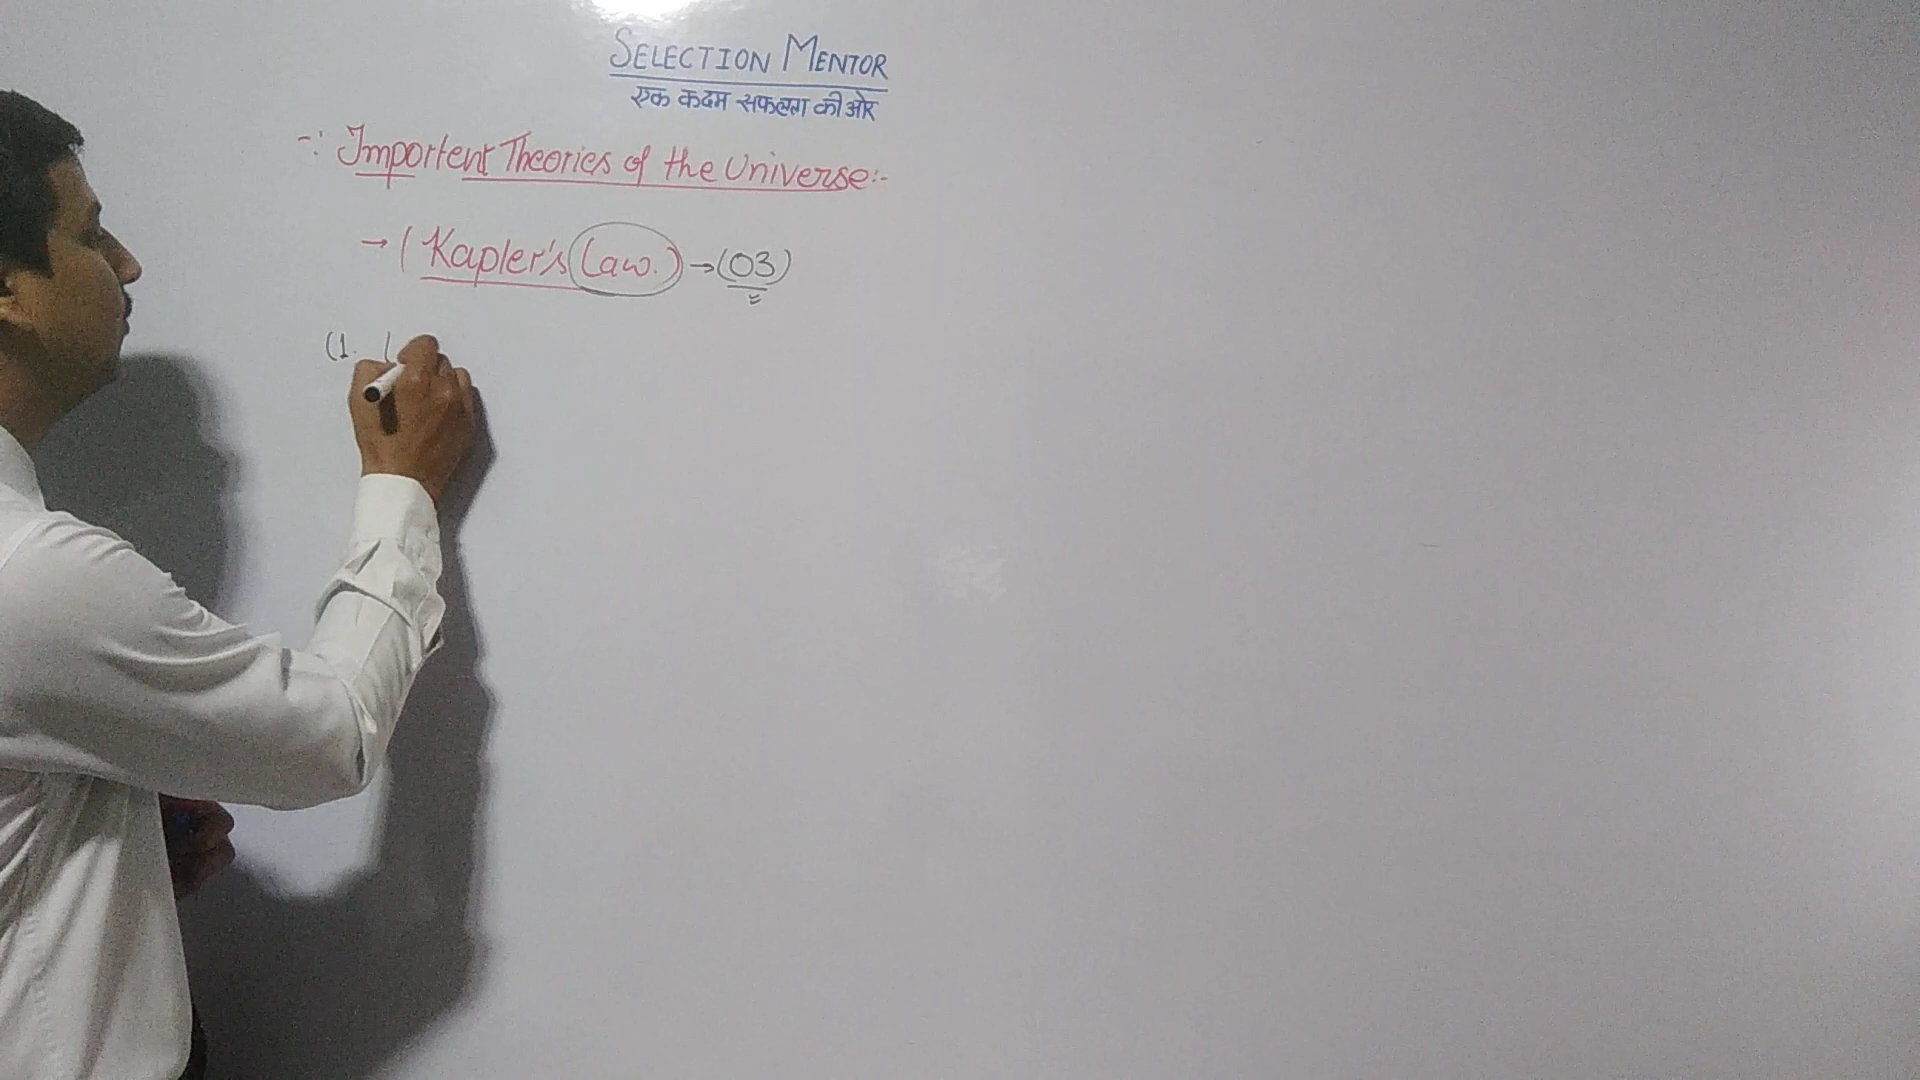 SELECTION MENTOR
एक कदम सफलता की ओर
-: Importent Theories of the Universe:-
→ ( Kapler's (Law.) → (03)
(1. (